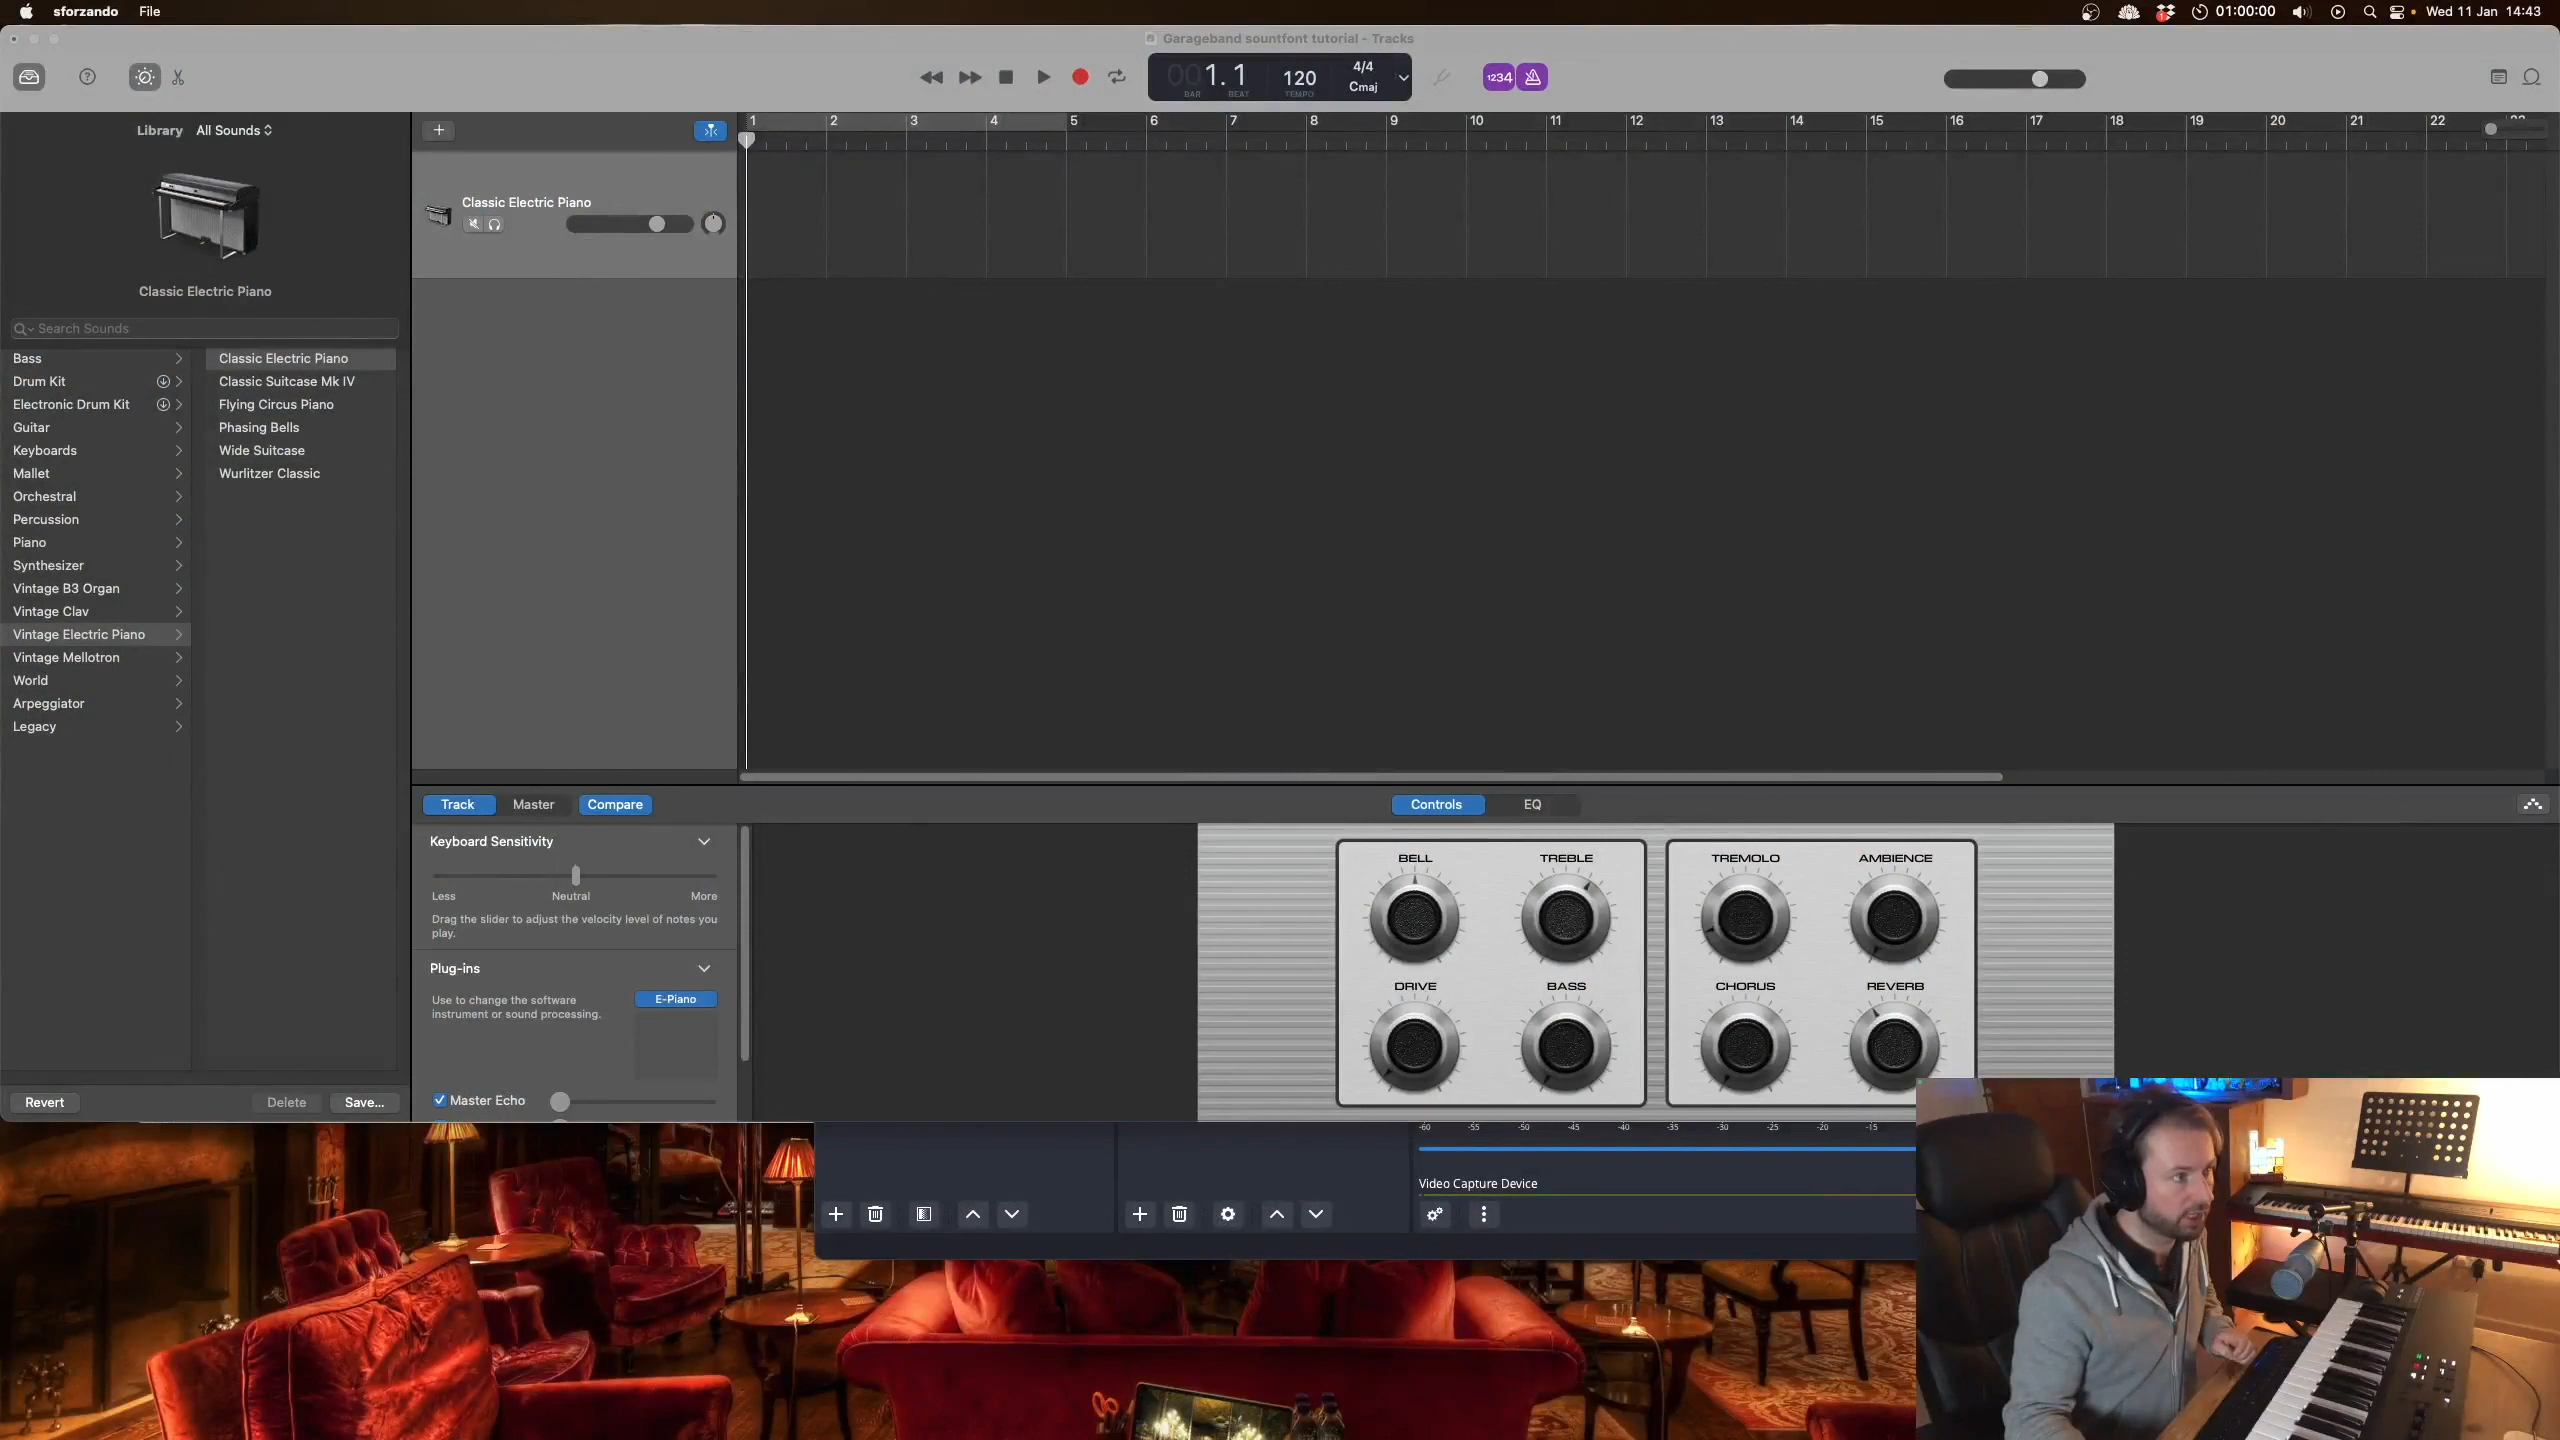 sforzando File 01:00:00 Wed 11 Jan 14:43
Garageband sountfont tutorial - Tracks
001.1 120 4/4 Cmaj 1234
BAR BEAT TEMPO
Library All Sounds
1 2 3 4 5 6 7 8 9 10 11 12 13 14 15 16 17 18 19 20 21 22
Classic Electric Piano
Classic Electric Piano
Search Sounds
Bass
Drum Kit
Electronic Drum Kit
Guitar
Keyboards
Mallet
Orchestral
Percussion
Piano
Synthesizer
Vintage B3 Organ
Vintage Clav
Vintage Electric Piano
Vintage Mellotron
World
Arpeggiator
Legacy
Classic Electric Piano
Classic Suitcase Mk IV
Flying Circus Piano
Phasing Bells
Wide Suitcase
Wurlitzer Classic
Revert Delete Save...
Track Master Compare Controls EQ
Keyboard Sensitivity
Less Neutral More
Drag the slider to adjust the velocity level of notes you
play.
Plug-ins
Use to change the software
instrument or sound processing.
E-Piano
Master Echo
BELL TREBLE TREMOLO AMBIENCE
DRIVE BASS CHORUS REVERB
-60 -55 -50 -45 -40 -35 -30 -25 -20 -15
Video Capture Device